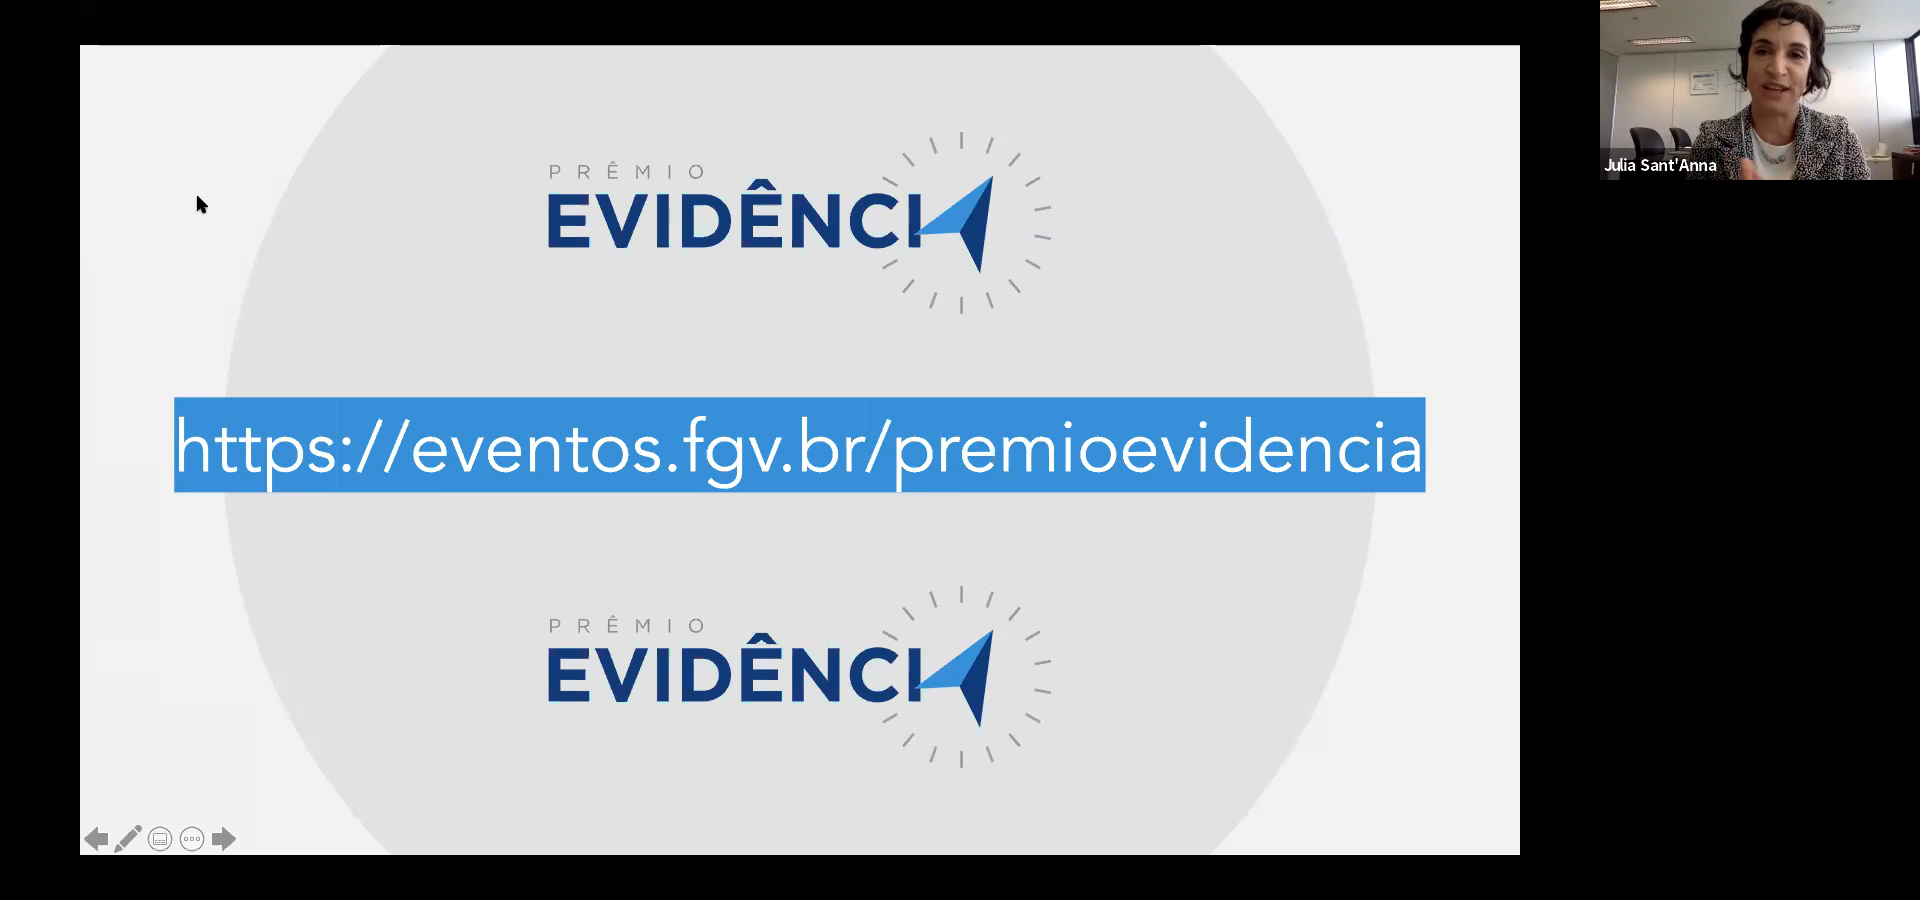 PRÊMIO
EVIDÊNCIA
https://eventos.fgv.br/premioevidencia
PRÊMIO
EVIDÊNCIA
Julia Sant'Anna